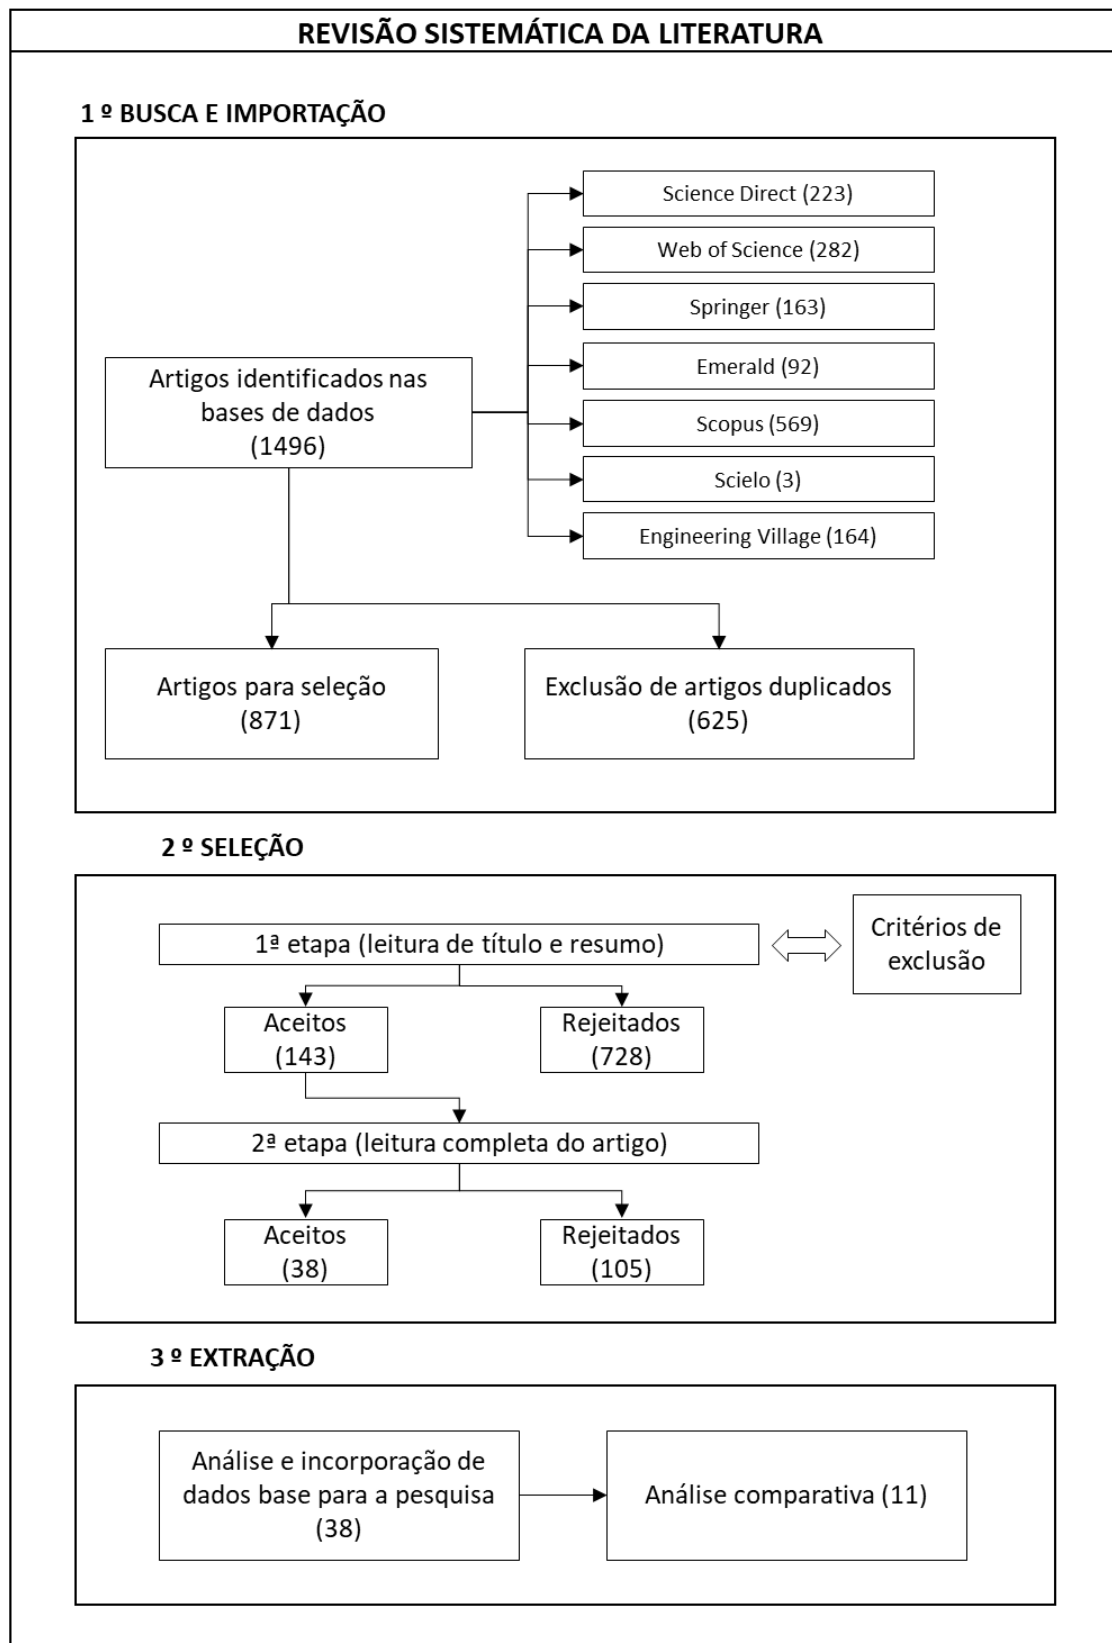 REVISÃO SISTEMÁTICA DA LITERATURA
1 º BUSCA E IMPORTAÇÃO
Science Direct (223)
Web of Science (282)
Springer (163)
Emerald (92)
Scopus (569)
Scielo (3)
Engineering Village (164)
Artigos identificados nas
bases de dados
(1496)
Artigos para seleção
(871)
Exclusão de artigos duplicados
(625)
2 º SELEÇÃO
1ª etapa (leitura de título e resumo)
Critérios de
exclusão
Aceitos
(143)
Rejeitados
(728)
2ª etapa (leitura completa do artigo)
Aceitos
(38)
Rejeitados
(105)
3 º EXTRAÇÃO
Análise e incorporação de
dados base para a pesquisa
(38)
Análise comparativa (11)